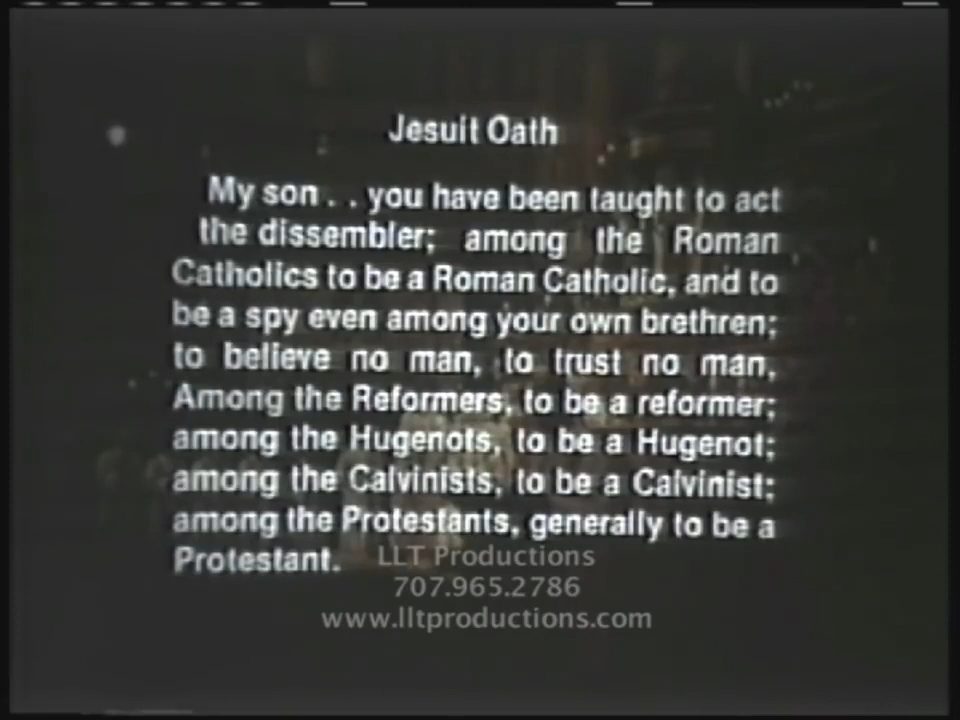 Jesuit Oath
My son . . you have been taught to act
the dissembler; among the Roman
Catholics to be a Roman Catholic, and to
be a spy even among your own brethren;
to believe no man, to trust no man,
Among the Reformers, to be a reformer;
among the Hugenots, to be a Hugenot;
among the Calvinists, to be a Calvinist;
among the Protestants, generally to be a
Protestant.
LLT Productions
707.965.2786
www.lltproductions.com